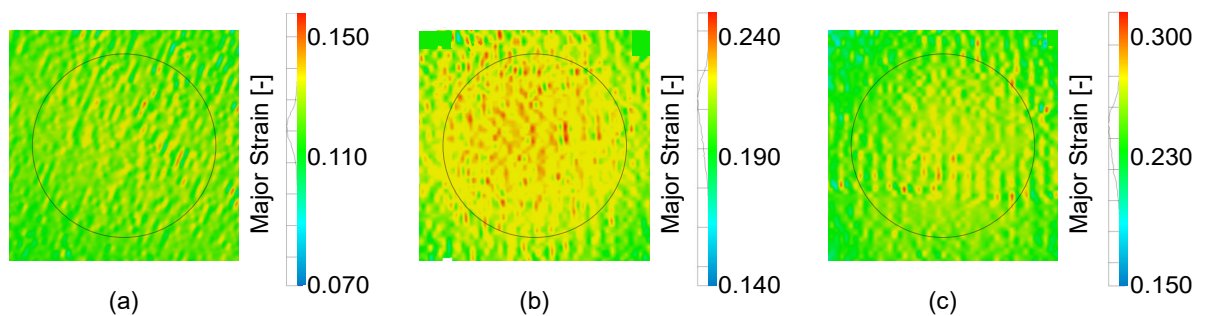 Major Strain [-]
0.150
0.110
0.070
(a)
Major Strain [-]
0.240
0.190
0.140
(b)
Major Strain [-]
0.300
0.230
0.150
(c)